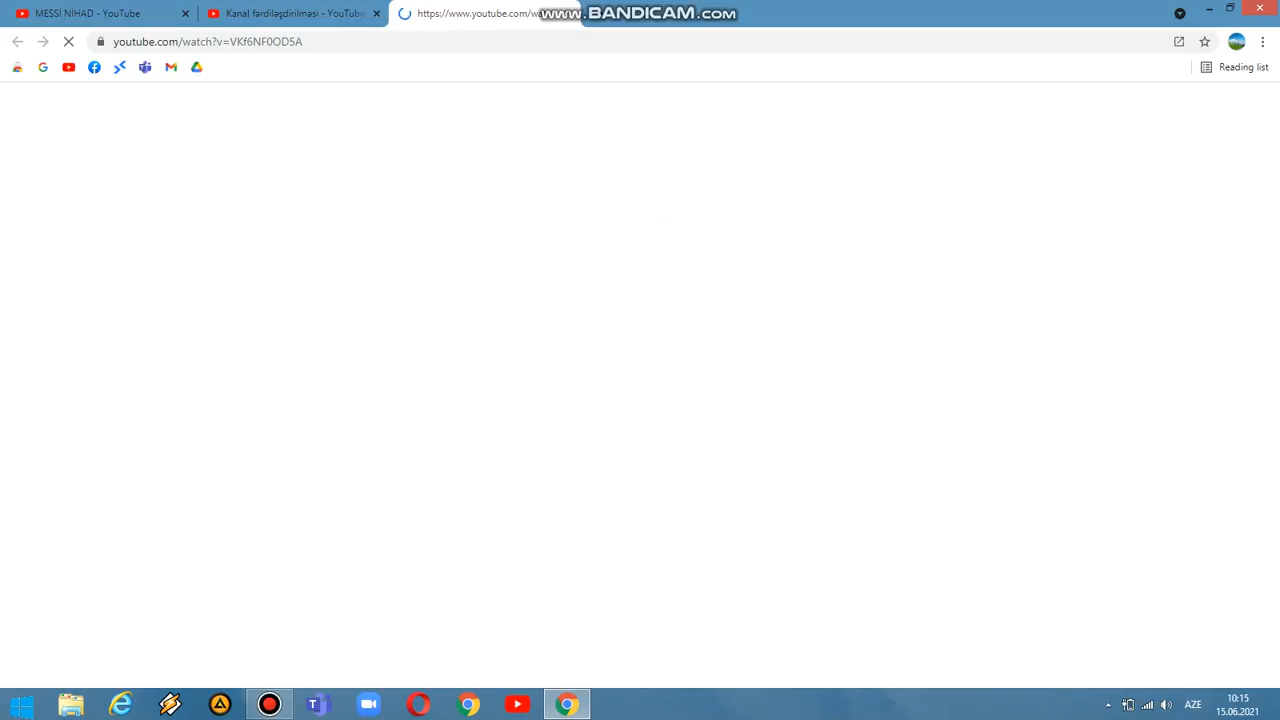 MESSİ NİHAD - YouTube
Kanal fərdiləşdirilməsi - YouTube
https://www.youtube.com/wa
www.BANDICAM.com
youtube.com/watch?v=VKf6NF0OD5A
Reading list
AZE
10:15
15.06.2021